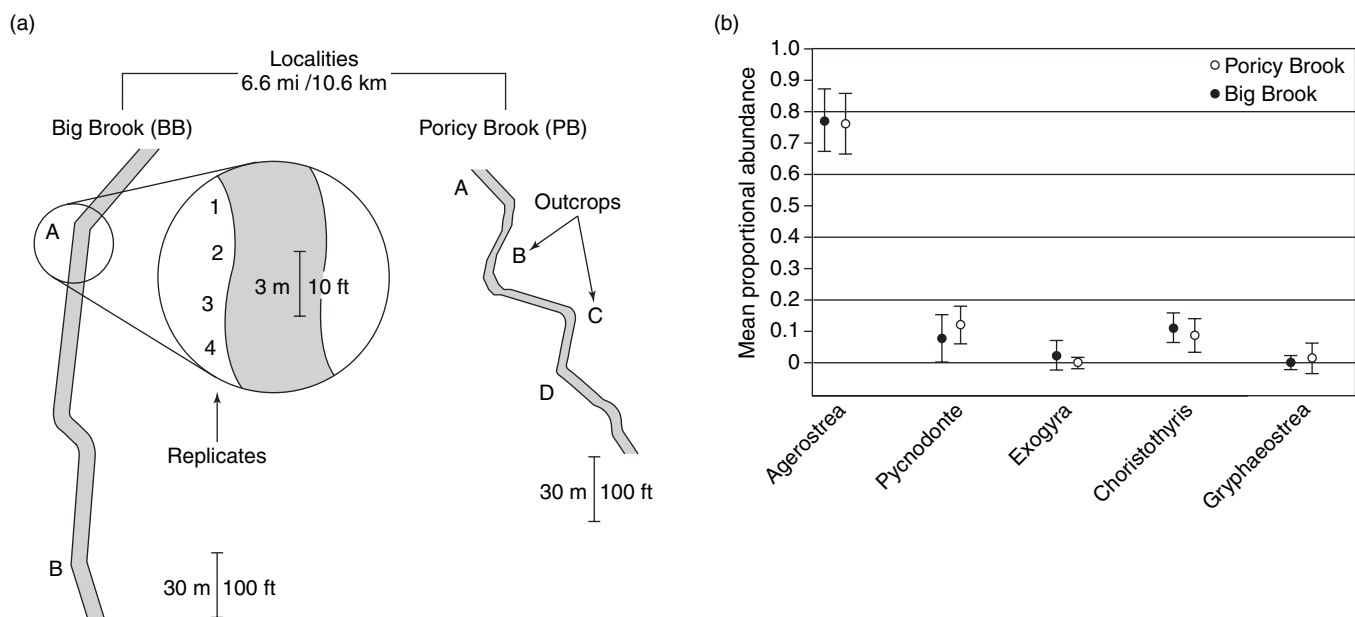 (a)
Localities
6.6 mi /10.6 km
Big Brook (BB)
Poricy Brook (PB)
A
1
2
3
4
3 m
10 ft
Replicates
B
30 m
100 ft
A
Outcrops
B
C
D
30 m
100 ft
(b)
Mean proportional abundance
1.0
0.9
0.8
0.7
0.6
0.5
0.4
0.3
0.2
0.1
0
Poricy Brook
Big Brook
Agerostrea
Pycnodonte
Exogyra
Choristothyris
Gryphaeostrea